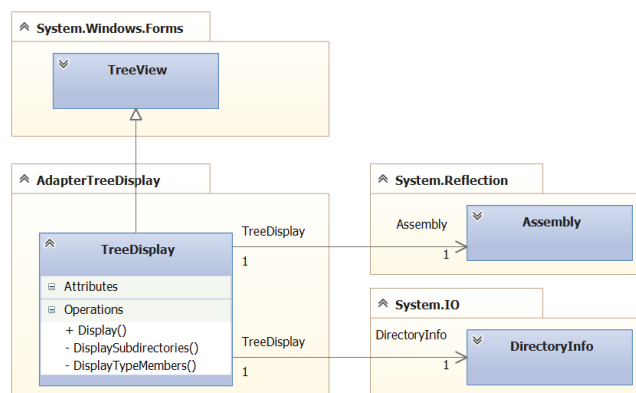 System.Windows.Forms
TreeView
AdapterTreeDisplay
System.Reflection
TreeDisplay
Assembly
Assembly
TreeDisplay
1
1
Attributes
Operations
System.IO
+ Display()
- DisplaySubdirectories()
- DisplayTypeMembers()
TreeDisplay
DirectoryInfo
DirectoryInfo
1
1